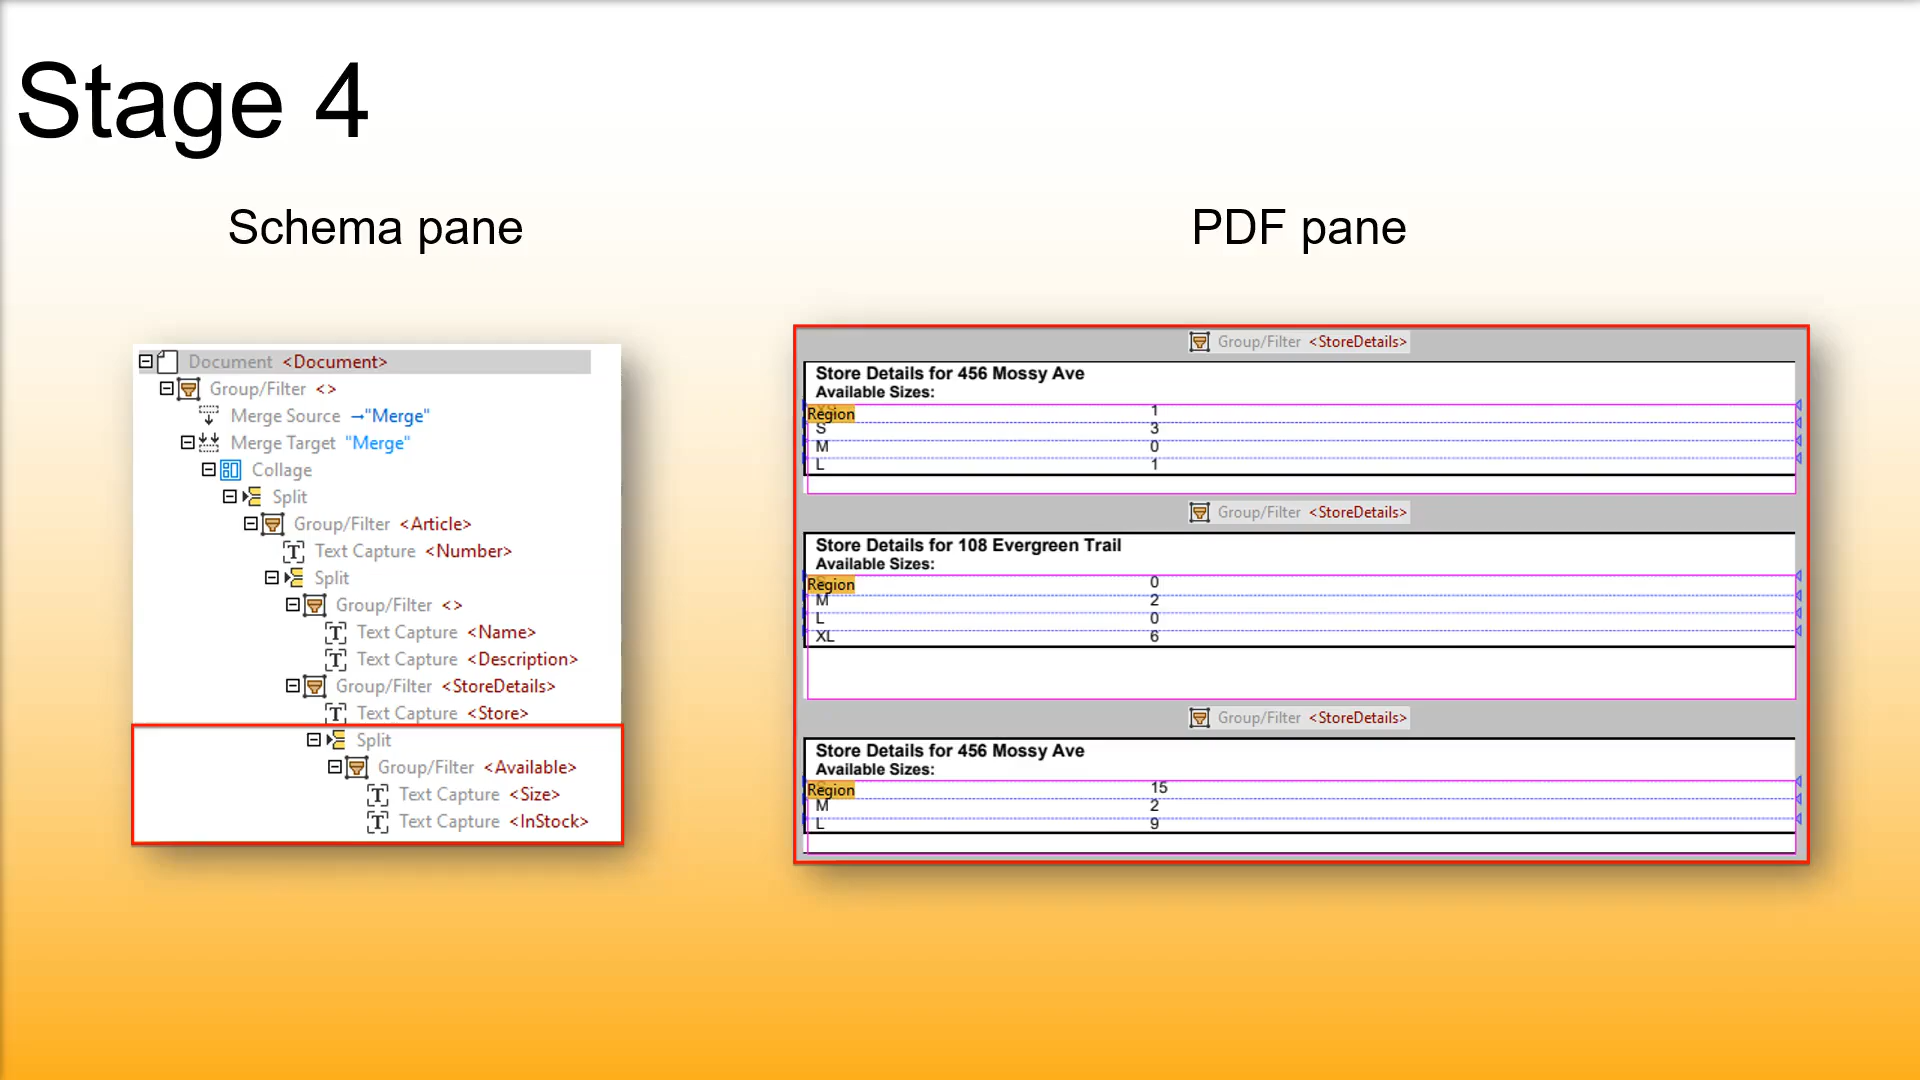 Stage 4
Schema pane
Document <Document>
Group/Filter <>
Merge Source →"Merge"
Merge Target "Merge"
Collage
Split
Group/Filter <Article>
Text Capture <Number>
Split
Group/Filter <>
Text Capture <Name>
Text Capture <Description>
Group/Filter <StoreDetails>
Text Capture <Store>
Split
Group/Filter <Available>
Text Capture <Size>
Text Capture <InStock>
PDF pane
Group/Filter <StoreDetails>
Store Details for 456 Mossy Ave
Available Sizes:
Region 1
S 3
M 0
L 1
Group/Filter <StoreDetails>
Store Details for 108 Evergreen Trail
Available Sizes:
Region 0
M 2
L 0
XL 6
Group/Filter <StoreDetails>
Store Details for 456 Mossy Ave
Available Sizes:
Region 15
M 2
L 9